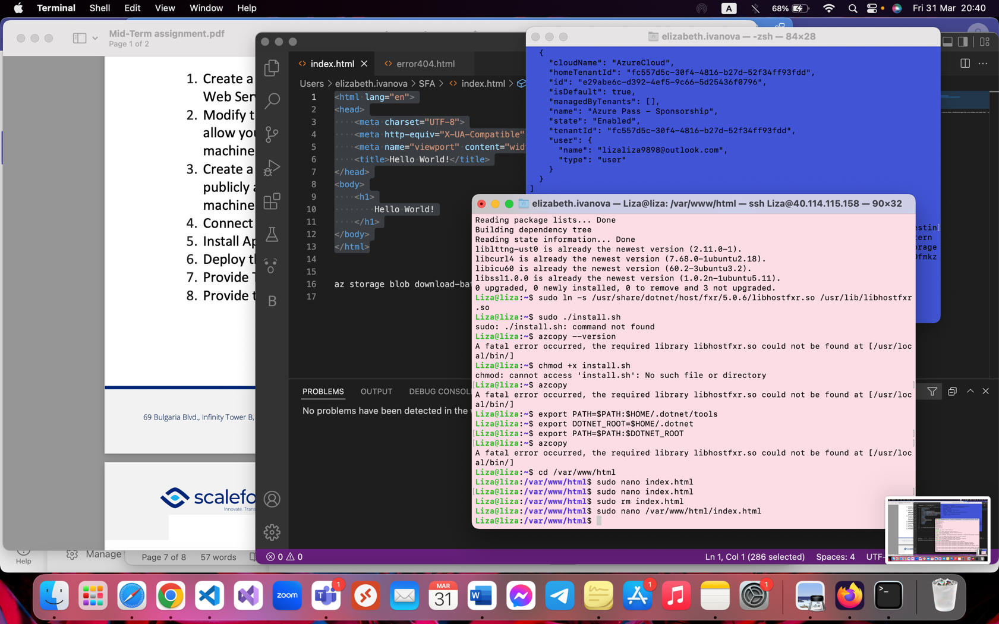 Terminal Shell Edit View Window Help
A 68% Fri 31 Mar 20:40
Mid-Term assignment.pdf
Page 1 of 2
1. Create a
Web Serv
2. Modify t
allow you
machine
3. Create a
publicly a
machine
4. Connect
5. Install Ap
6. Deploy th
7. Provide T
8. Provide t
69 Bulgaria Blvd., Infinity Tower B,
scalefo
Innovate. Trans
Help
Manage
Page 7 of 8 57 words
index.html error404.html
Users > elizabeth.ivanova > SFA > index.html >
1 <html lang="en">
2 <head>
3 ····<meta charset="UTF-8">
4 ····<meta http-equiv="X-UA-Compatible"
5 ····<meta name="viewport" content="wid
6 ····<title>Hello World!</title>
7 </head>
8 <body>
9 ····<h1>
10 ········Hello World!
11 ····</h1>
12 </body>
13 </html>
14
15
16 az storage blob download-bat
17
PROBLEMS OUTPUT DEBUG CONSOL
No problems have been detected in the w
0 0
Ln 1, Col 1 (286 selected) Spaces: 4 UTF-
elizabeth.ivanova — -zsh — 84×28
{
"cloudName": "AzureCloud",
"homeTenantId": "fc557d5c-30f4-4816-b27d-52f34ff93fdd",
"id": "e29abe6c-d392-4ef5-9c66-5d25436f0796",
"isDefault": true,
"managedByTenants": [],
"name": "Azure Pass - Sponsorship",
"state": "Enabled",
"tenantId": "fc557d5c-30f4-4816-b27d-52f34ff93fdd",
"user": {
"name": "lizaliza9898@outlook.com",
"type": "user"
}
}
]
estin]
tern
orage
Ofmkz
elizabeth.ivanova — Liza@liza: /var/www/html — ssh Liza@40.114.115.158 — 90×32
Reading package lists... Done
Building dependency tree
Reading state information... Done
liblttng-ust0 is already the newest version (2.11.0-1).
libcurl4 is already the newest version (7.68.0-1ubuntu2.18).
libicu60 is already the newest version (60.2-3ubuntu3.2).
libssl1.0.0 is already the newest version (1.0.2n-1ubuntu5.11).
0 upgraded, 0 newly installed, 0 to remove and 3 not upgraded.
Liza@liza:~$ sudo ln -s /usr/share/dotnet/host/fxr/5.0.6/libhostfxr.so /usr/lib/libhostfxr
.so
Liza@liza:~$ sudo ./install.sh
sudo: ./install.sh: command not found
Liza@liza:~$ azcopy --version
A fatal error occurred, the required library libhostfxr.so could not be found at [/usr/loc
al/bin/]
Liza@liza:~$ chmod +x install.sh
chmod: cannot access 'install.sh': No such file or directory
[Liza@liza:~$ azcopy ]
A fatal error occurred, the required library libhostfxr.so could not be found at [/usr/loc
al/bin/]
Liza@liza:~$ export PATH=$PATH:$HOME/.dotnet/tools
Liza@liza:~$ export DOTNET_ROOT=$HOME/.dotnet
[Liza@liza:~$ export PATH=$PATH:$DOTNET_ROOT ]
[Liza@liza:~$ azcopy ]
A fatal error occurred, the required library libhostfxr.so could not be found at [/usr/loc
al/bin/]
Liza@liza:~$ cd /var/www/html
Liza@liza:/var/www/html$ sudo nano index.html
[Liza@liza:/var/www/html$ sudo nano index.html ]
Liza@liza:/var/www/html$ sudo rm index.html
Liza@liza:/var/www/html$ sudo nano /var/www/html/index.html
Liza@liza:/var/www/html$
zoom 1 MAR 31 1 1